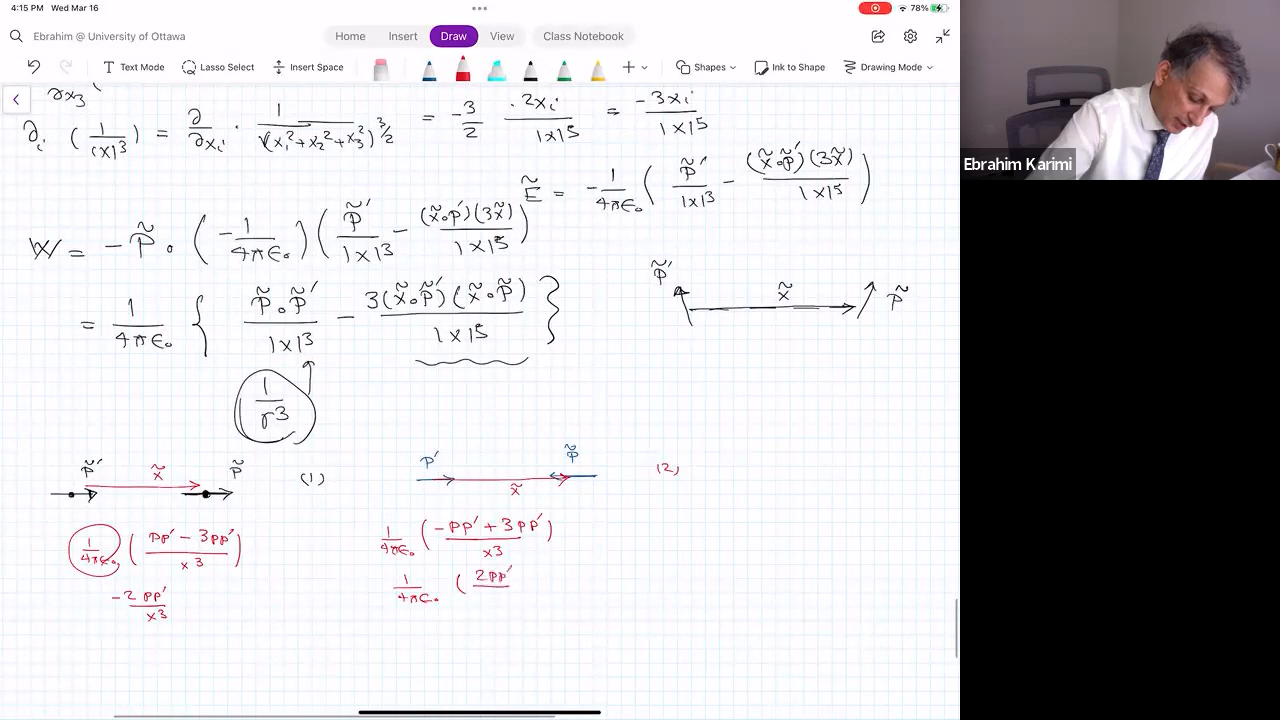 4:15 PM Wed Mar 16
78%
Ebrahim @ University of Ottawa
Home Insert Draw View Class Notebook
Text Mode Lasso Select Insert Space Shapes Ink to Shape Drawing Mode
∂x₃
∂ᵢ (1/|x|³) = ∂/∂xᵢ · 1/(√(x₁²+x₂²+x₃²)^3/2 = -3/2 · 2xᵢ/|x|⁵ = -3xᵢ/|x|⁵
Ẽ = -1/4πϵ₀ ( p̃′/|x|³ - (x̃∘p̃′)(3x̃)/|x|⁵ )
W = -p̃ ∘ (-1/4πϵ₀) ( p̃′/|x|³ - (x̃∘p′)(3x̃)/|x|⁵ )
= 1/4πϵ₀ { p̃∘p̃′/|x|³ - 3(x̃∘p̃′)(x̃∘p̃)/|x|⁵ }
p̃′ x̃ p̃
1/r³
p̃′ x̃ p̃ (1)
p′ x̃ p̃ (2)
1/4πϵ₀ ( pp′ - 3pp′/x³ )
-2pp′/x³
1/4πϵ₀ ( -pp′ + 3pp′/x³ )
1/4πϵ₀ ( 2pp′
Ebrahim Karimi